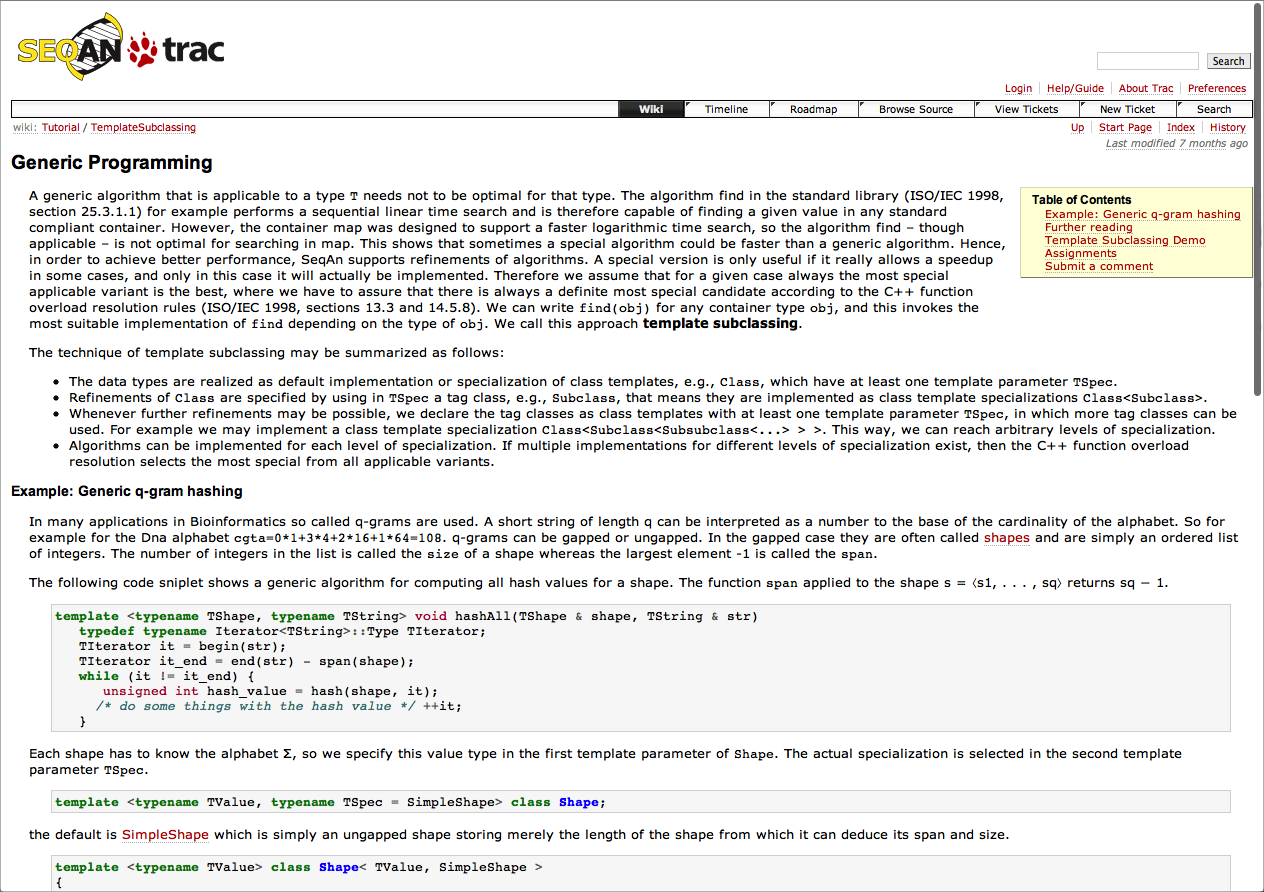 SEQAN trac
Search
Login Help/Guide About Trac Preferences
Wiki Timeline Roadmap Browse Source View Tickets New Ticket Search
wiki: Tutorial / TemplateSubclassing
Up Start Page Index History
Last modified 7 months ago
Generic Programming
A generic algorithm that is applicable to a type T needs not to be optimal for that type. The algorithm find in the standard library (ISO/IEC 1998,
section 25.3.1.1) for example performs a sequential linear time search and is therefore capable of finding a given value in any standard
compliant container. However, the container map was designed to support a faster logarithmic time search, so the algorithm find – though
applicable – is not optimal for searching in map. This shows that sometimes a special algorithm could be faster than a generic algorithm. Hence,
in order to achieve better performance, SeqAn supports refinements of algorithms. A special version is only useful if it really allows a speedup
in some cases, and only in this case it will actually be implemented. Therefore we assume that for a given case always the most special
applicable variant is the best, where we have to assure that there is always a definite most special candidate according to the C++ function
overload resolution rules (ISO/IEC 1998, sections 13.3 and 14.5.8). We can write find(obj) for any container type obj, and this invokes the
most suitable implementation of find depending on the type of obj. We call this approach template subclassing.
Table of Contents
Example: Generic q-gram hashing
Further reading
Template Subclassing Demo
Assignments
Submit a comment
The technique of template subclassing may be summarized as follows:
• The data types are realized as default implementation or specialization of class templates, e.g., Class, which have at least one template parameter TSpec.
• Refinements of Class are specified by using in TSpec a tag class, e.g., Subclass, that means they are implemented as class template specializations Class<Subclass>.
• Whenever further refinements may be possible, we declare the tag classes as class templates with at least one template parameter TSpec, in which more tag classes can be
used. For example we may implement a class template specialization Class<Subclass<Subsubclass<...> > >. This way, we can reach arbitrary levels of specialization.
• Algorithms can be implemented for each level of specialization. If multiple implementations for different levels of specialization exist, then the C++ function overload
resolution selects the most special from all applicable variants.
Example: Generic q-gram hashing
In many applications in Bioinformatics so called q-grams are used. A short string of length q can be interpreted as a number to the base of the cardinality of the alphabet. So for
example for the Dna alphabet cgta=0*1+3*4+2*16+1*64=108. q-grams can be gapped or ungapped. In the gapped case they are often called shapes and are simply an ordered list
of integers. The number of integers in the list is called the size of a shape whereas the largest element -1 is called the span.
The following code sniplet shows a generic algorithm for computing all hash values for a shape. The function span applied to the shape s = ⟨s1, . . . , sq⟩ returns sq − 1.
template <typename TShape, typename TString> void hashAll(TShape & shape, TString & str)
typedef typename Iterator<TString>::Type TIterator;
TIterator it = begin(str);
TIterator it_end = end(str) - span(shape);
while (it != it_end) {
unsigned int hash_value = hash(shape, it);
/* do some things with the hash value */ ++it;
}
Each shape has to know the alphabet Σ, so we specify this value type in the first template parameter of Shape. The actual specialization is selected in the second template
parameter TSpec.
template <typename TValue, typename TSpec = SimpleShape> class Shape;
the default is SimpleShape which is simply an ungapped shape storing merely the length of the shape from which it can deduce its span and size.
template <typename TValue> class Shape< TValue, SimpleShape >
{